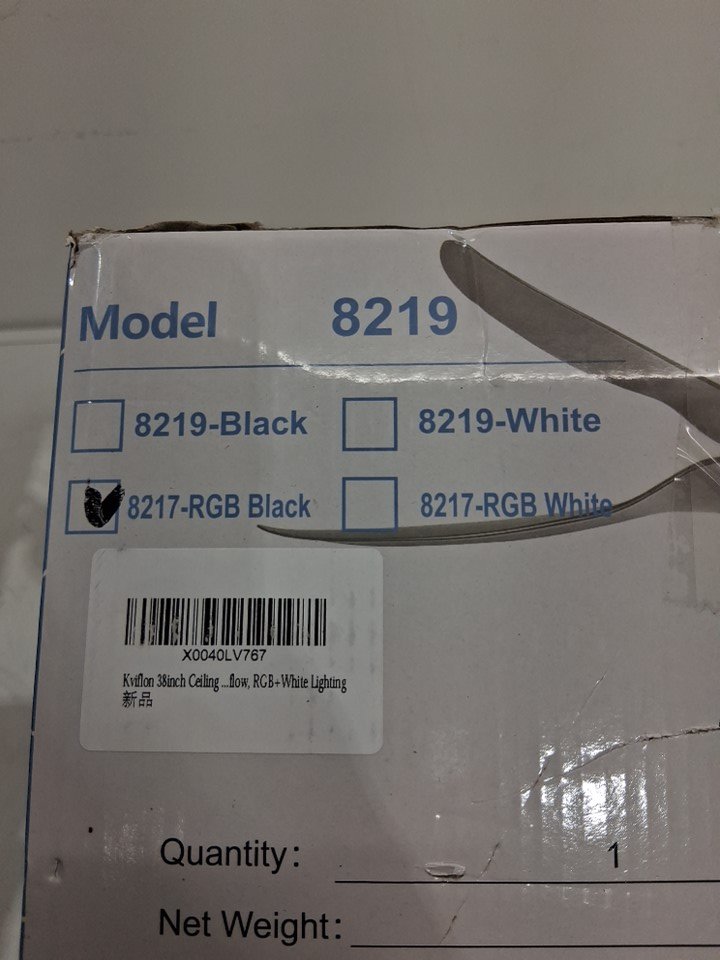 Model 8219
8219-Black 8219-White
8217-RGB Black 8217-RGB White
X0040LV767
Kviflon 38inch Ceiling ...flow, RGB+White Lighting
新品
Quantity: 1
Net Weight: